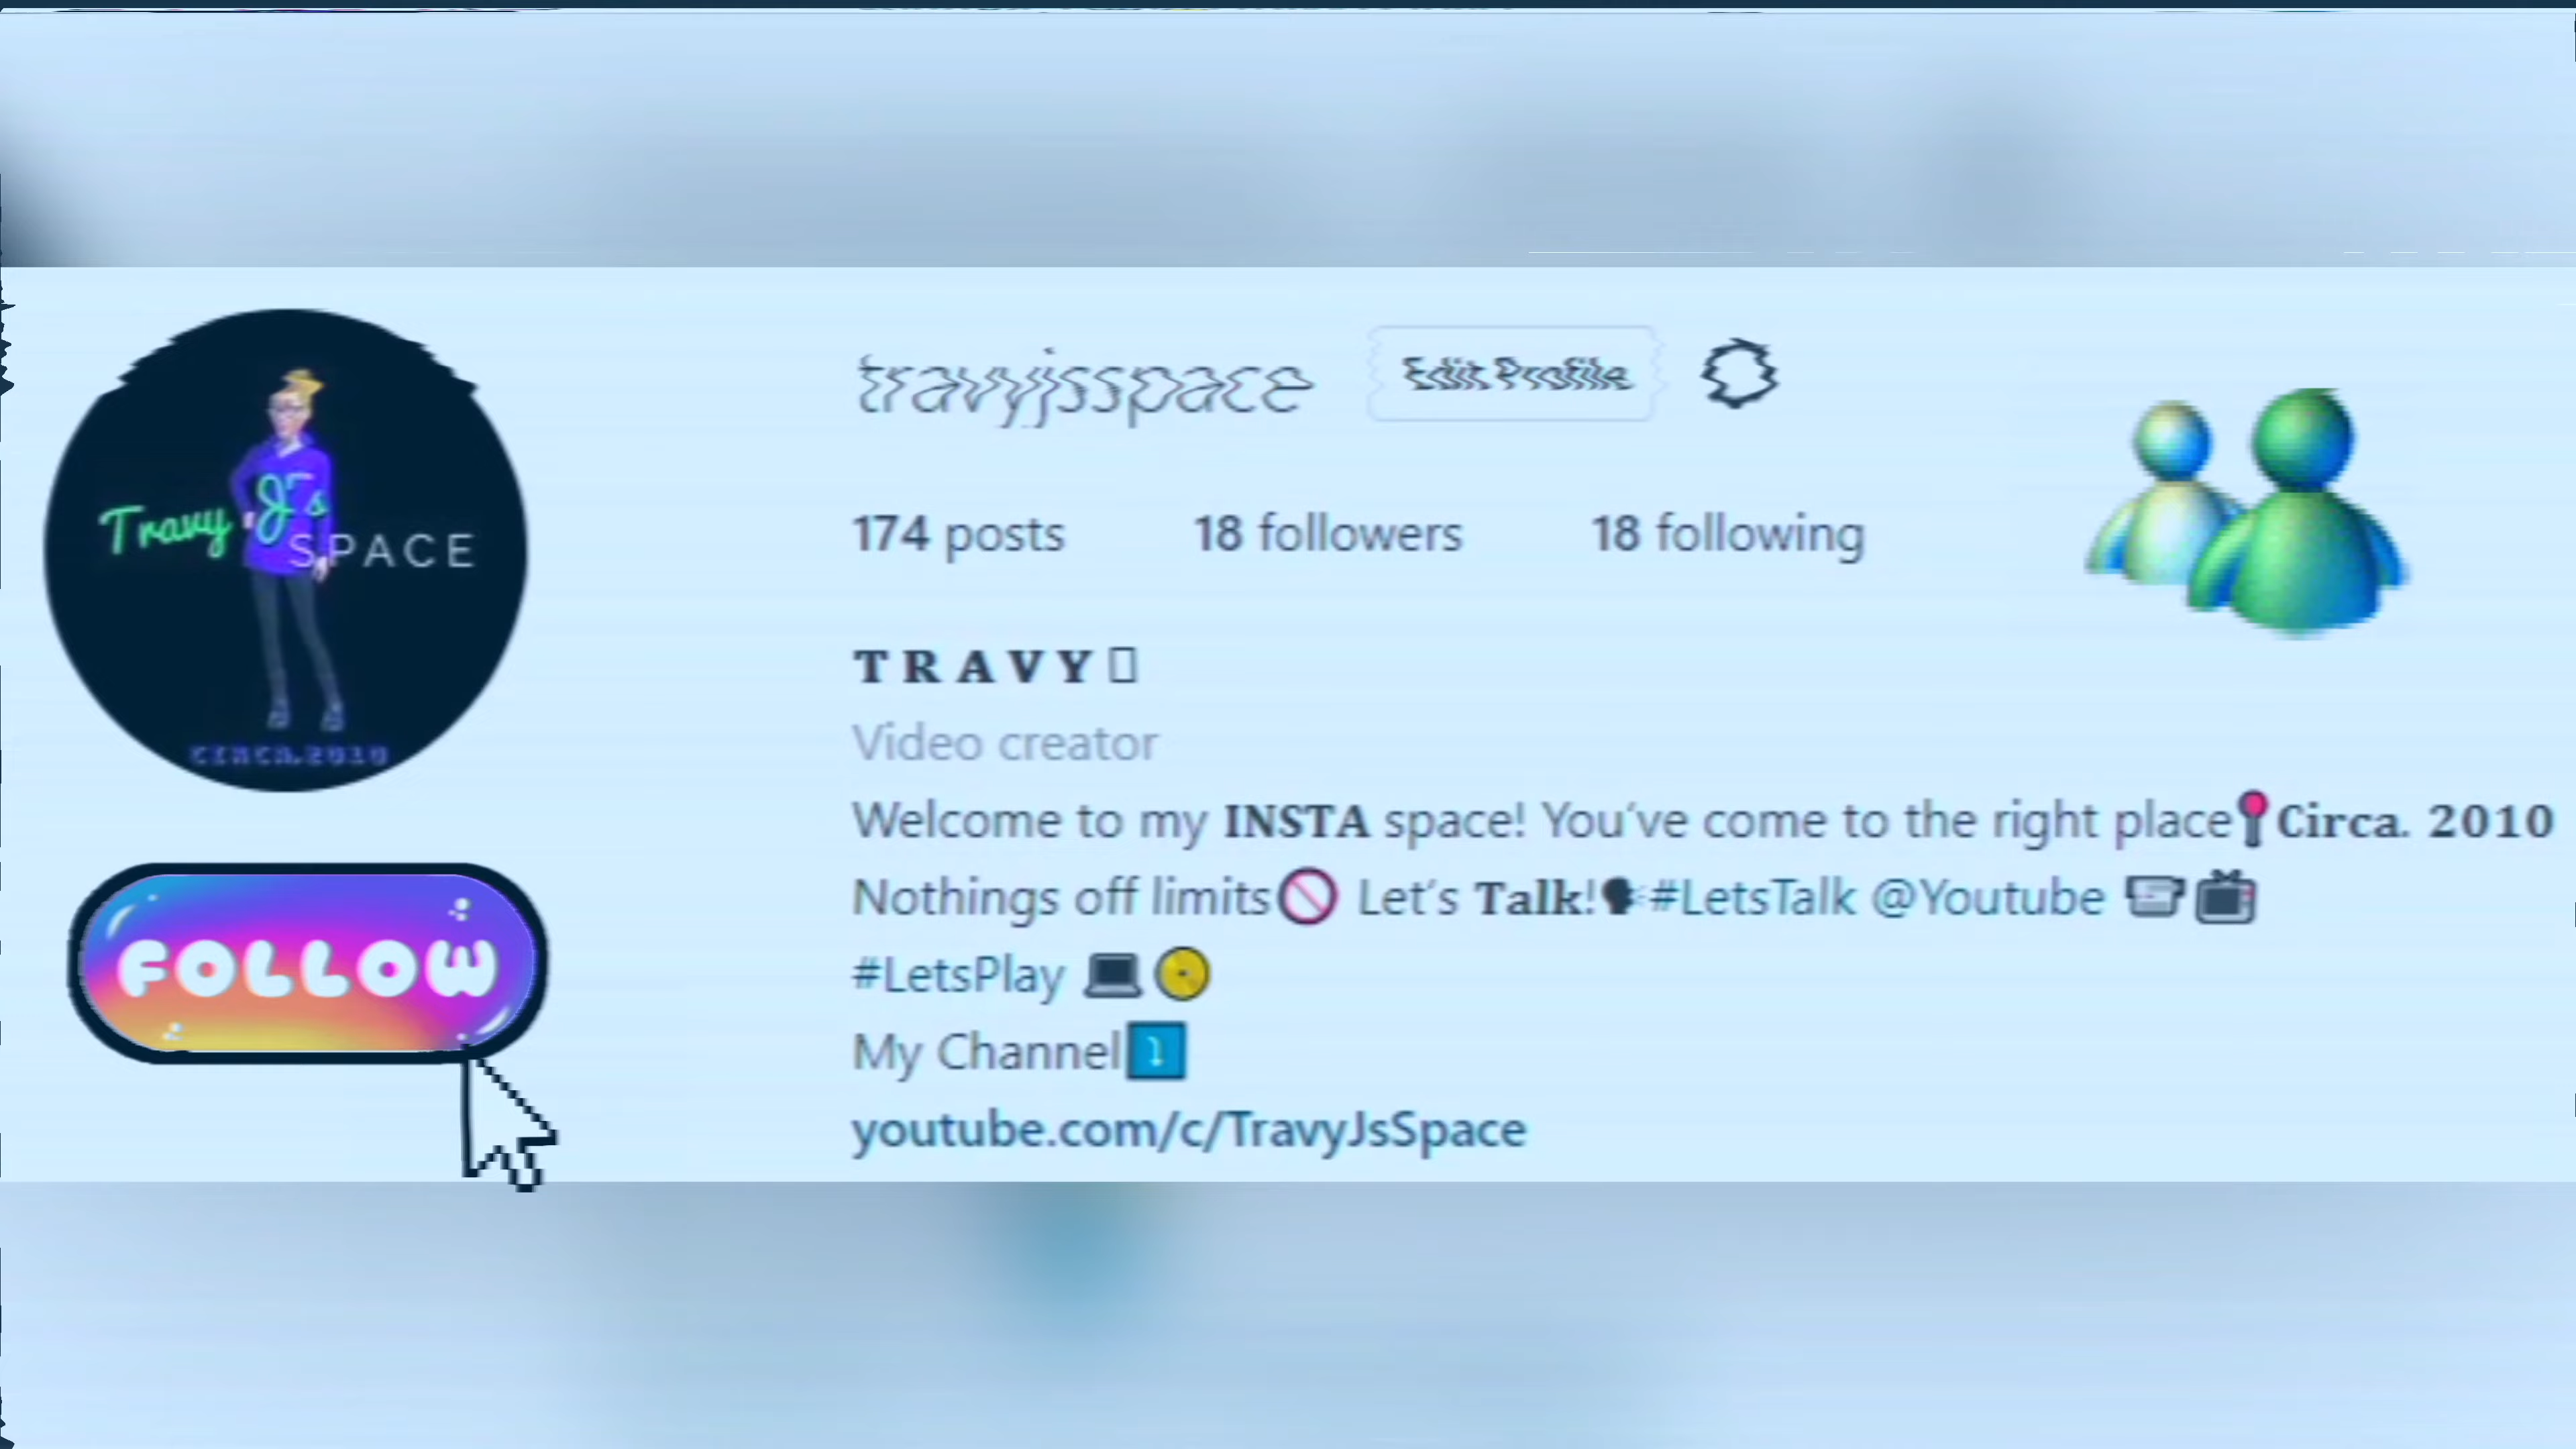 travyjsspace Edit Profile
174 posts 18 followers 18 following
TRAVY
Video creator
Welcome to my INSTA space! You've come to the right place📍Circa. 2010
Nothings off limits🚫 Let's Talk!🗣#LetsTalk @Youtube 📹📺
#LetsPlay 💻📀
My Channel⤵
youtube.com/c/TravyJsSpace
Travy J's
SPACE
CIRCA.2010
FOLLOW